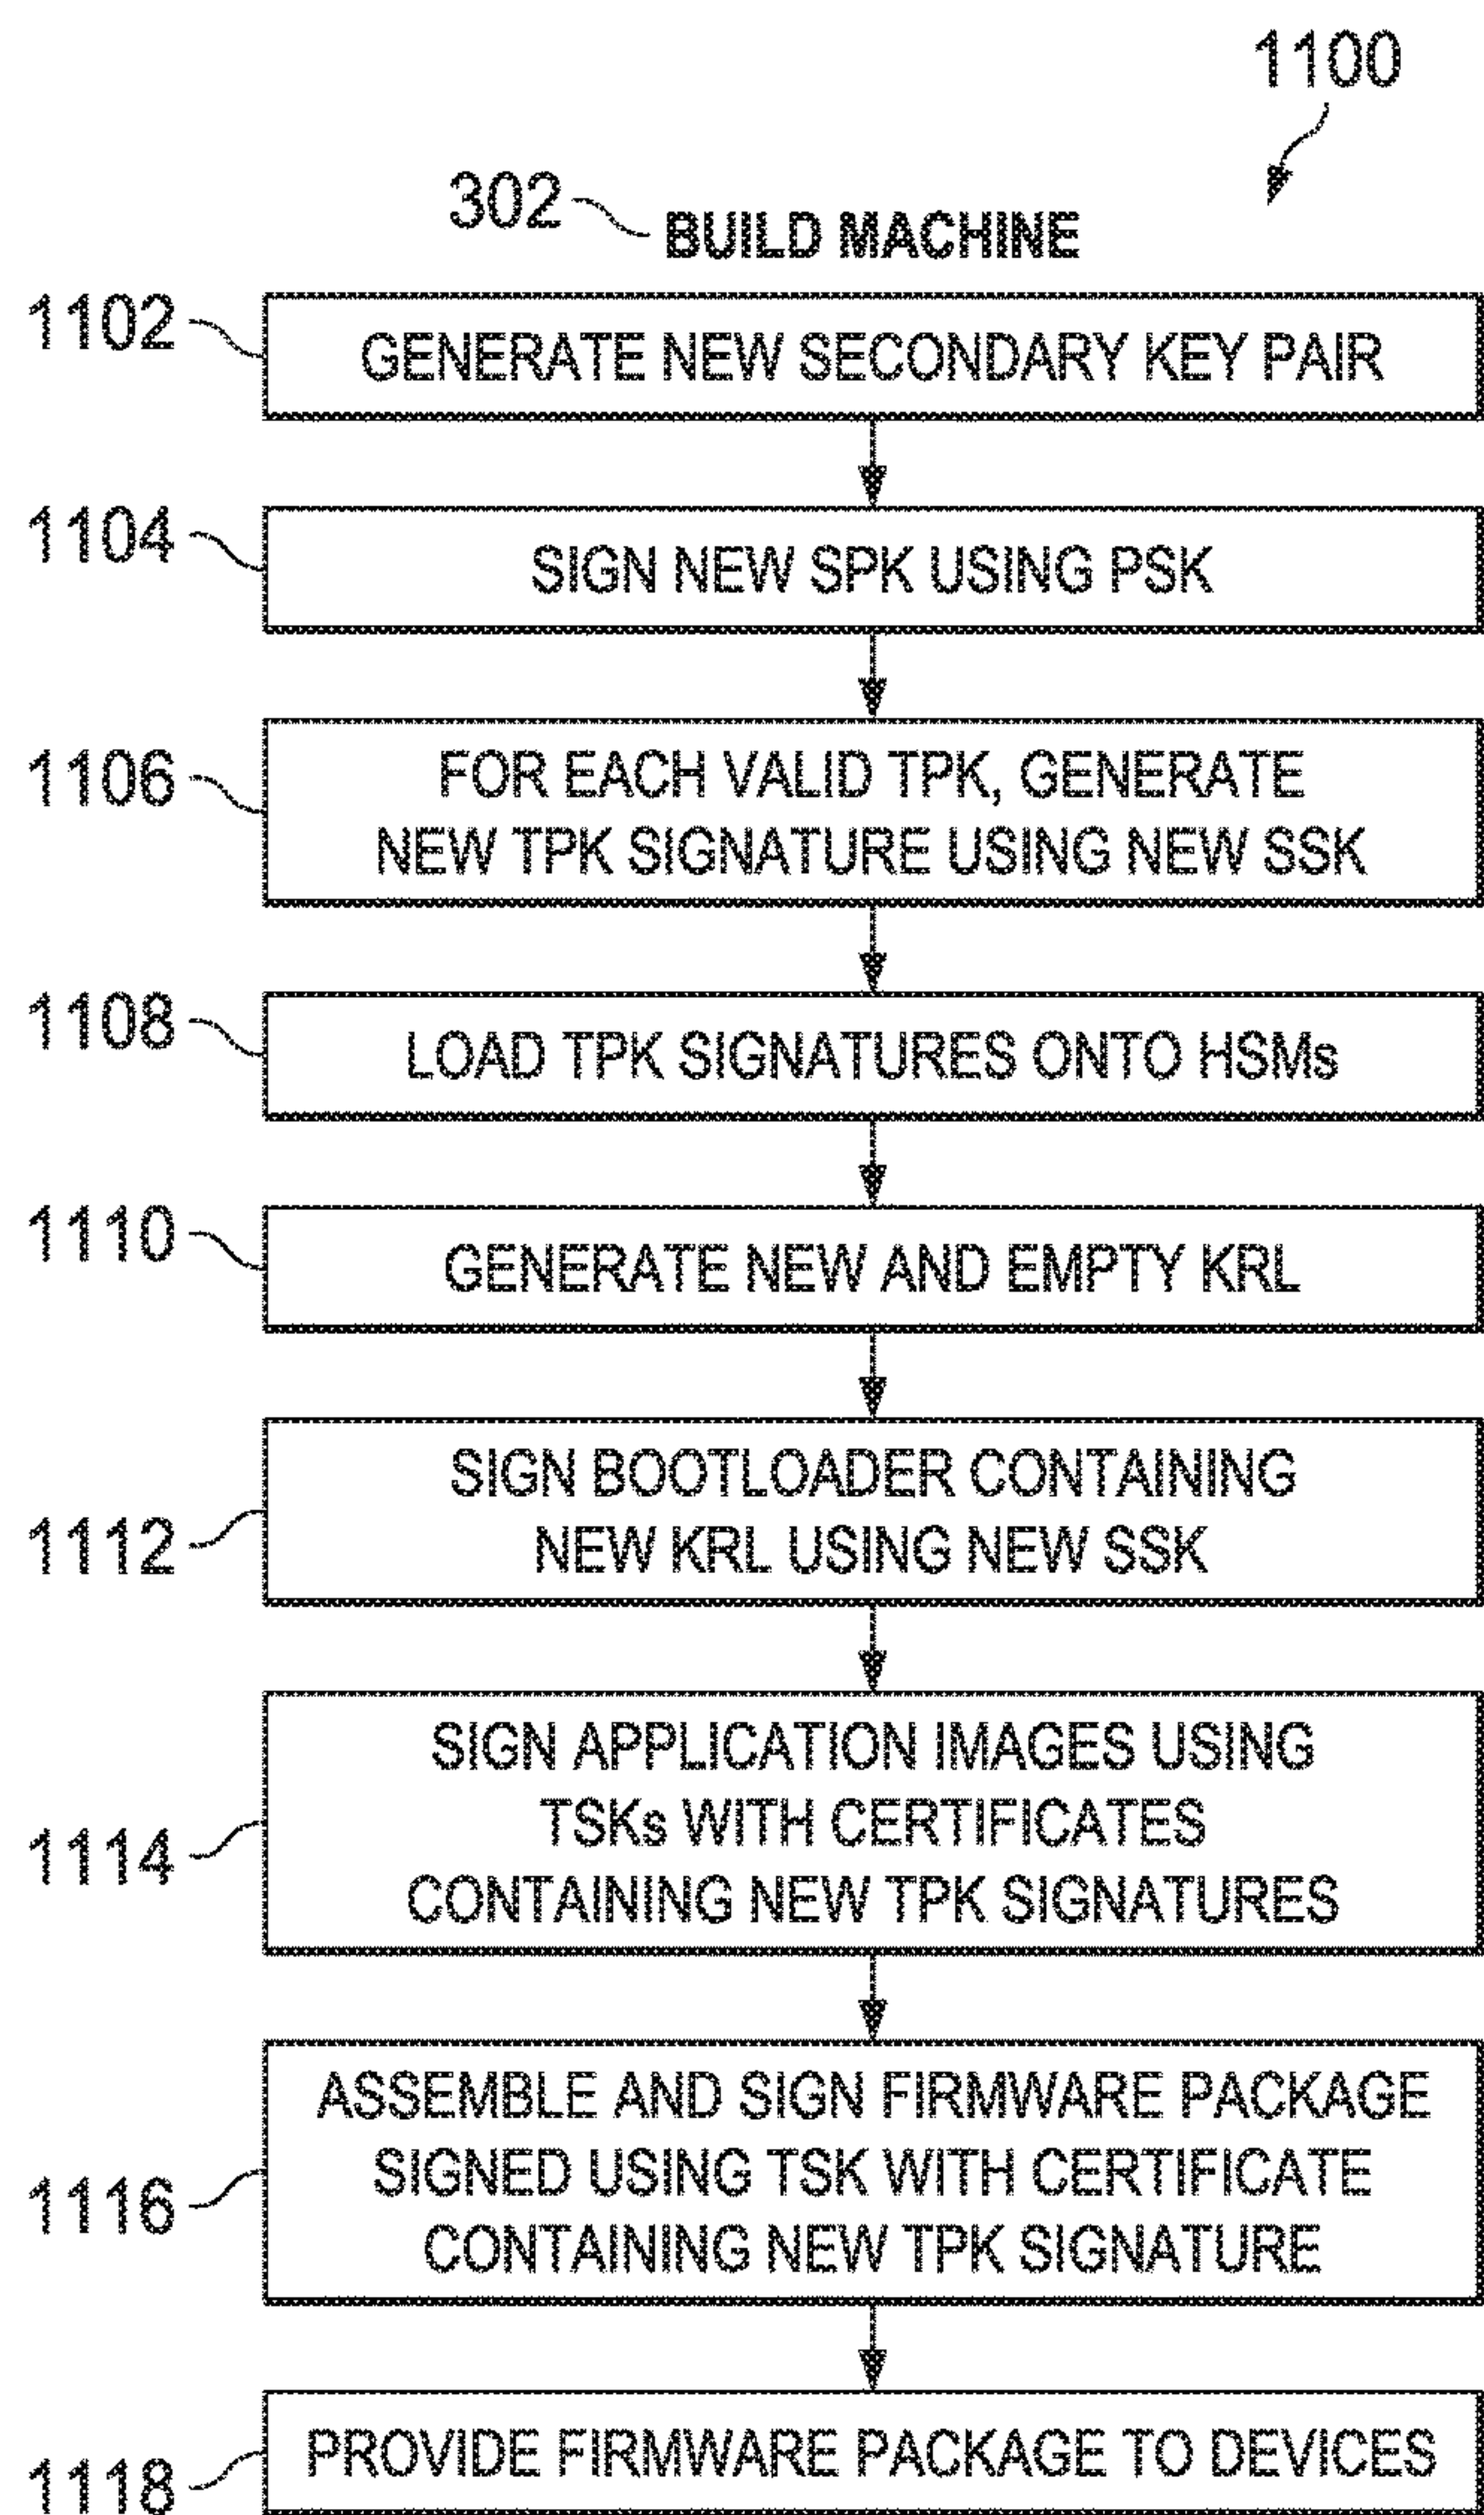 1100
302 BUILD MACHINE
1102 GENERATE NEW SECONDARY KEY PAIR
1104 SIGN NEW SPK USING PSK
1106 FOR EACH VALID TPK, GENERATE
NEW TPK SIGNATURE USING NEW SSK
1108 LOAD TPK SIGNATURES ONTO HSMs
1110 GENERATE NEW AND EMPTY KRL
SIGN BOOTLOADER CONTAINING
1112 NEW KRL USING NEW SSK
SIGN APPLICATION IMAGES USING
TSKs WITH CERTIFICATES
1114 CONTAINING NEW TPK SIGNATURES
ASSEMBLE AND SIGN FIRMWARE PACKAGE
SIGNED USING TSK WITH CERTIFICATE
1116 CONTAINING NEW TPK SIGNATURE
1118 PROVIDE FIRMWARE PACKAGE TO DEVICES